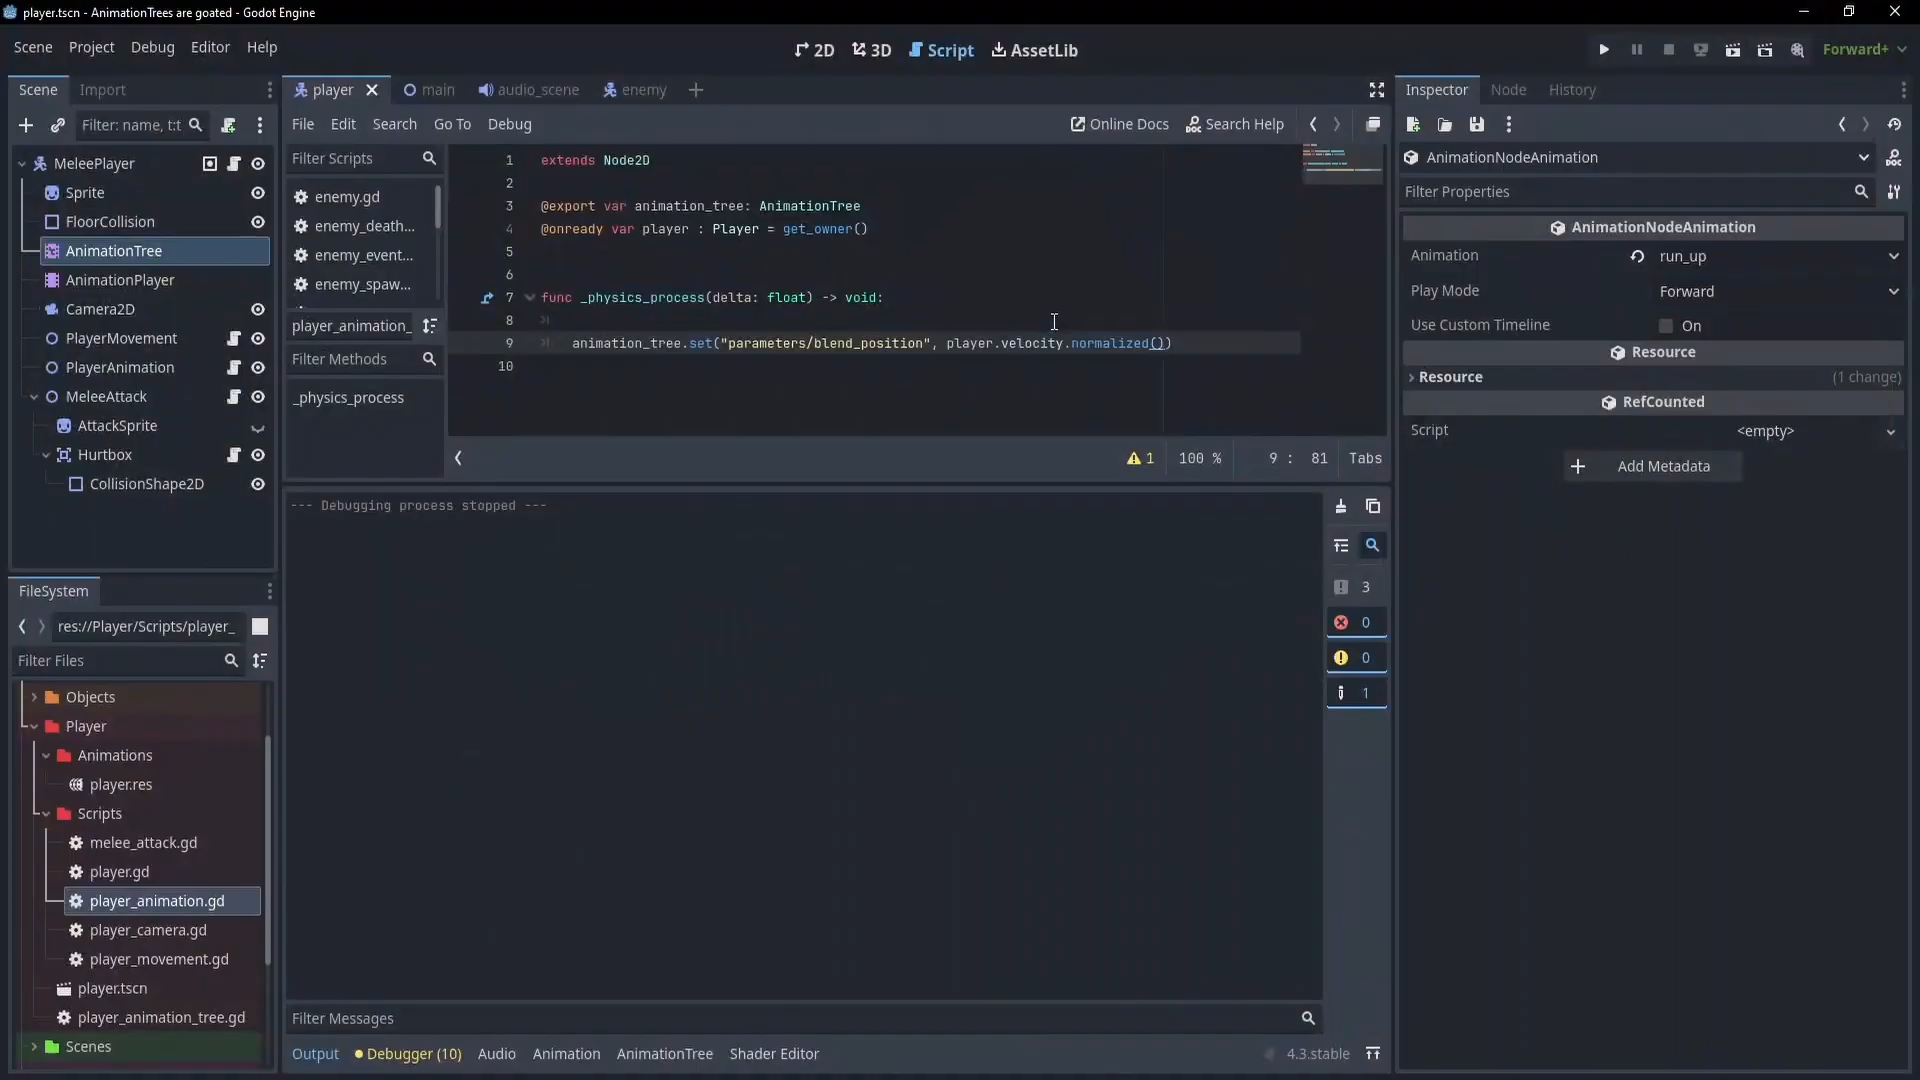 player.tscn - AnimationTrees are goated - Godot Engine
Scene Project Debug Editor Help
2D 3D Script AssetLib
Forward+
Scene Import
Filter: name, t:t
MeleePlayer
Sprite
FloorCollision
AnimationTree
AnimationPlayer
Camera2D
PlayerMovement
PlayerAnimation
MeleeAttack
AttackSprite
Hurtbox
CollisionShape2D
FileSystem
res://Player/Scripts/player_
Filter Files
Objects
Player
Animations
player.res
Scripts
melee_attack.gd
player.gd
player_animation.gd
player_camera.gd
player_movement.gd
player.tscn
player_animation_tree.gd
Scenes
player main audio_scene enemy
File Edit Search Go To Debug
Online Docs Search Help
Filter Scripts
enemy.gd
enemy_death...
enemy_event...
enemy_spaw...
player_animation_
Filter Methods
_physics_process
1 extends Node2D
2
3 @export var animation_tree: AnimationTree
4 @onready var player : Player = get_owner()
5
6
7 func _physics_process(delta: float) -> void:
8
9 animation_tree.set("parameters/blend_position", player.velocity.normalized())
10
1 100 % 9 : 81 Tabs
--- Debugging process stopped ---
3
0
0
1
Filter Messages
Output Debugger (10) Audio Animation AnimationTree Shader Editor
4.3.stable
Inspector Node History
AnimationNodeAnimation
Filter Properties
AnimationNodeAnimation
Animation run_up
Play Mode Forward
Use Custom Timeline On
Resource
Resource (1 change)
RefCounted
Script <empty>
Add Metadata